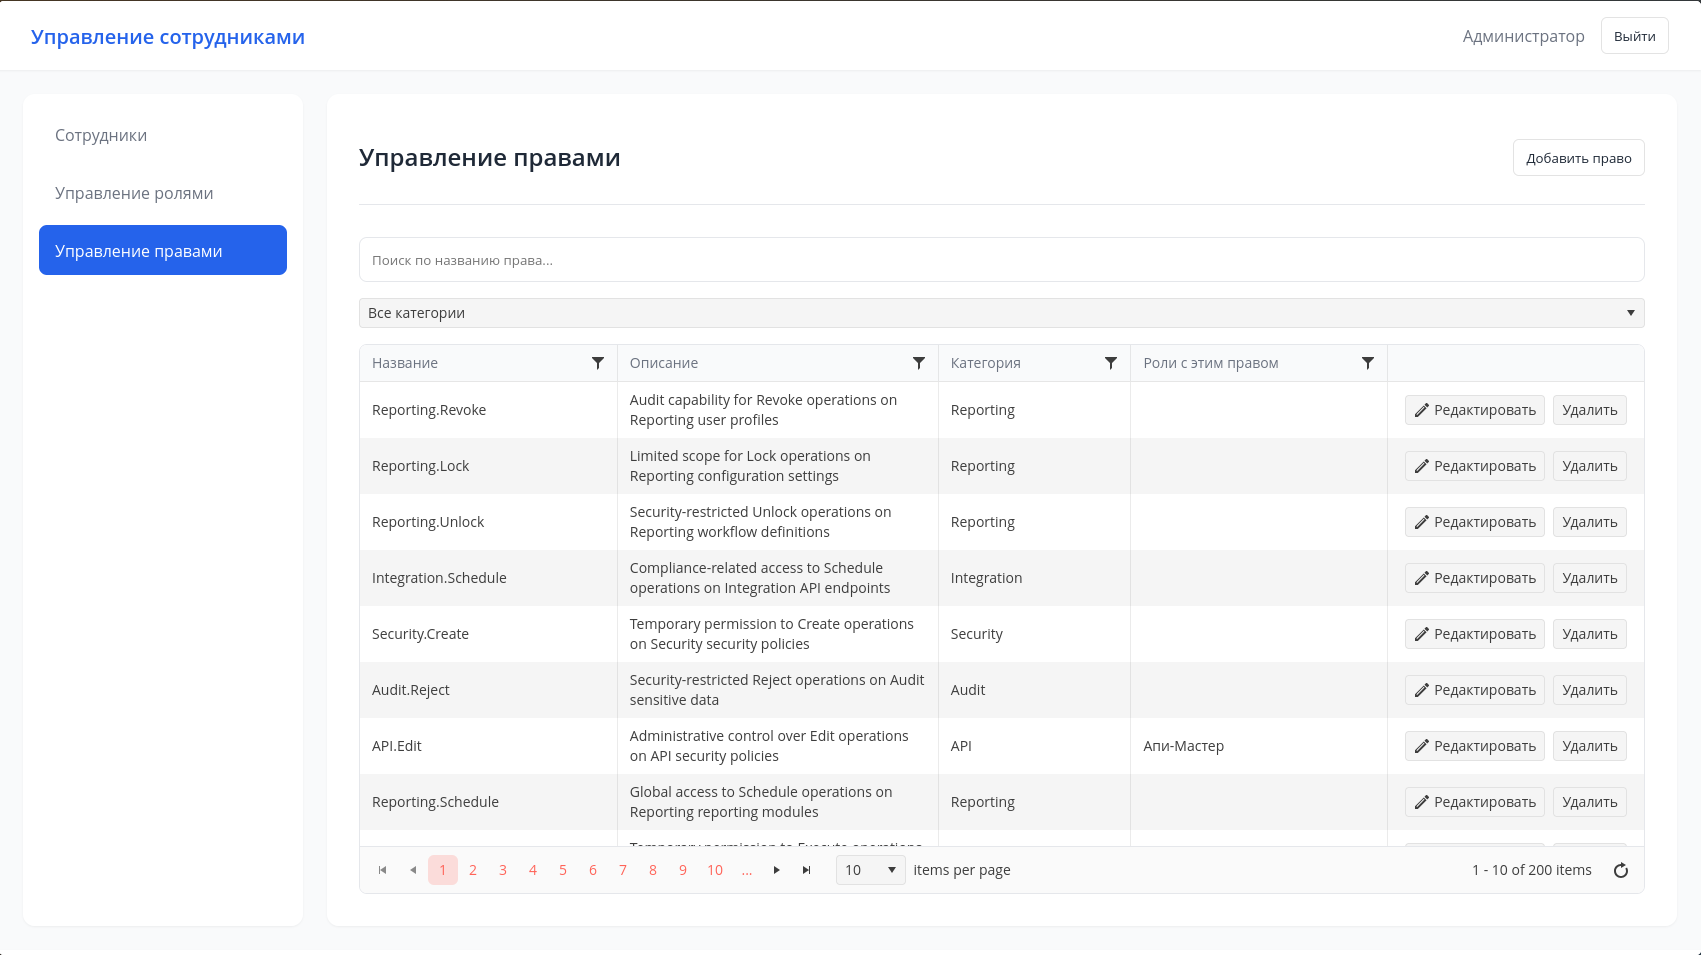 Управление сотрудниками
Администратор
Выйти
Сотрудники
Управление ролями
Управление правами
Управление правами
Добавить право
Поиск по названию права...
Все категории
Название Описание Категория Роли с этим правом
Reporting.Revoke
Audit capability for Revoke operations on
Reporting user profiles
Reporting
Редактировать Удалить
Reporting.Lock
Limited scope for Lock operations on
Reporting configuration settings
Reporting
Редактировать Удалить
Reporting.Unlock
Security-restricted Unlock operations on
Reporting workflow definitions
Reporting
Редактировать Удалить
Integration.Schedule
Compliance-related access to Schedule
operations on Integration API endpoints
Integration
Редактировать Удалить
Security.Create
Temporary permission to Create operations
on Security security policies
Security
Редактировать Удалить
Audit.Reject
Security-restricted Reject operations on Audit
sensitive data
Audit
Редактировать Удалить
API.Edit
Administrative control over Edit operations
on API security policies
API
Апи-Мастер
Редактировать Удалить
Reporting.Schedule
Global access to Schedule operations on
Reporting reporting modules
Reporting
Редактировать Удалить
Temporary permission to Execute operations
1 2 3 4 5 6 7 8 9 10 ... 10 items per page 1 - 10 of 200 items